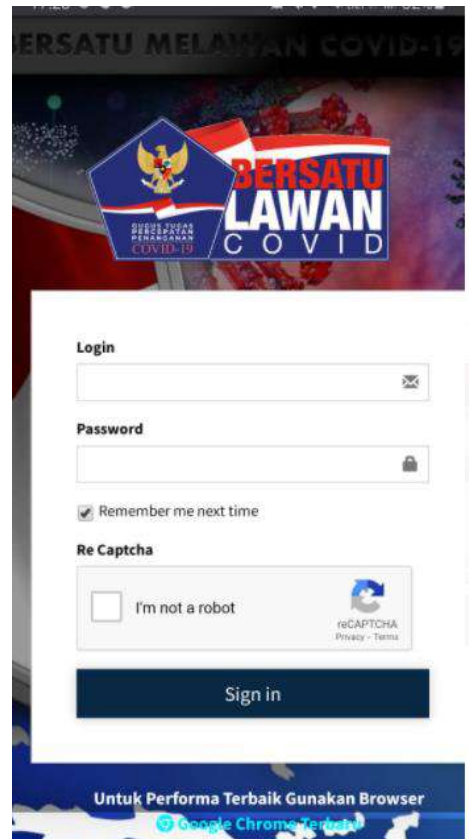 ERSATU MELAWAN COVID-19
BERSATU
LAWAN
COVID
GUGUS TUGAS
PERCEPATAN
PENANGANAN
COVID-19
Login
Password
Remember me next time
Re Captcha
I'm not a robot
reCAPTCHA
Privacy - Terms
Sign in
Untuk Performa Terbaik Gunakan Browser
Google Chrome Terbaru